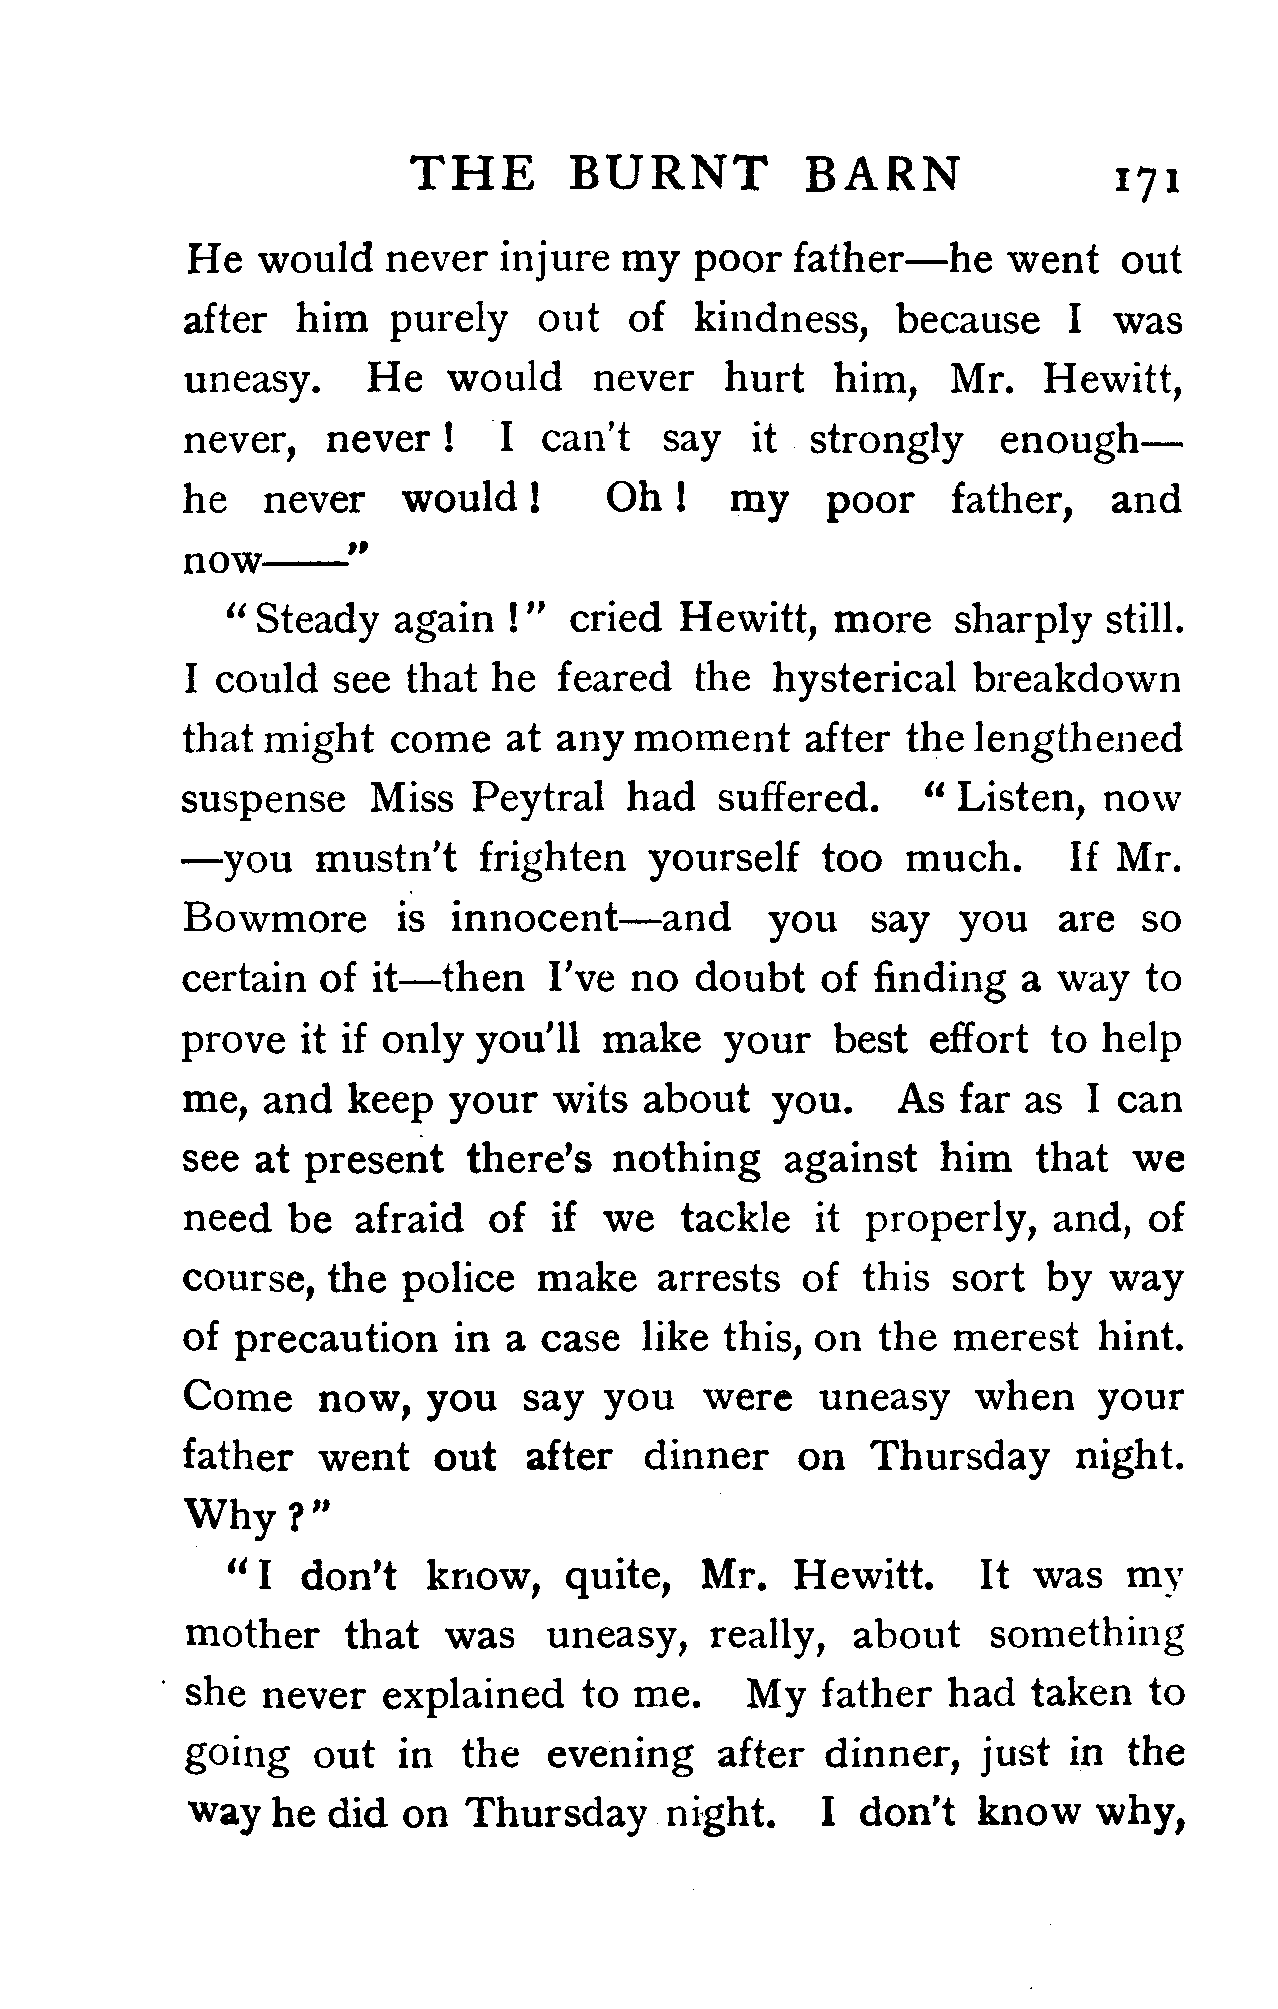 THE BURNT BARN 171
He would never injure my poor father—he went out
after him purely out of kindness, because I was
uneasy. He would never hurt him, Mr. Hewitt,
never, never ! I can't say it strongly enough—
he never would ! Oh ! my poor father, and
now——"
"Steady again !" cried Hewitt, more sharply still.
I could see that he feared the hysterical breakdown
that might come at any moment after the lengthened
suspense Miss Peytral had suffered. "Listen, now
—you mustn't frighten yourself too much. If Mr.
Bowmore is innocent—and you say you are so
certain of it—then I've no doubt of finding a way to
prove it if only you'll make your best effort to help
me, and keep your wits about you. As far as I can
see at present there's nothing against him that we
need be afraid of if we tackle it properly, and, of
course, the police make arrests of this sort by way
of precaution in a case like this, on the merest hint.
Come now, you say you were uneasy when your
father went out after dinner on Thursday night.
Why ?"
"I don't know, quite, Mr. Hewitt. It was my
mother that was uneasy, really, about something
she never explained to me. My father had taken to
going out in the evening after dinner, just in the
way he did on Thursday night. I don't know why,